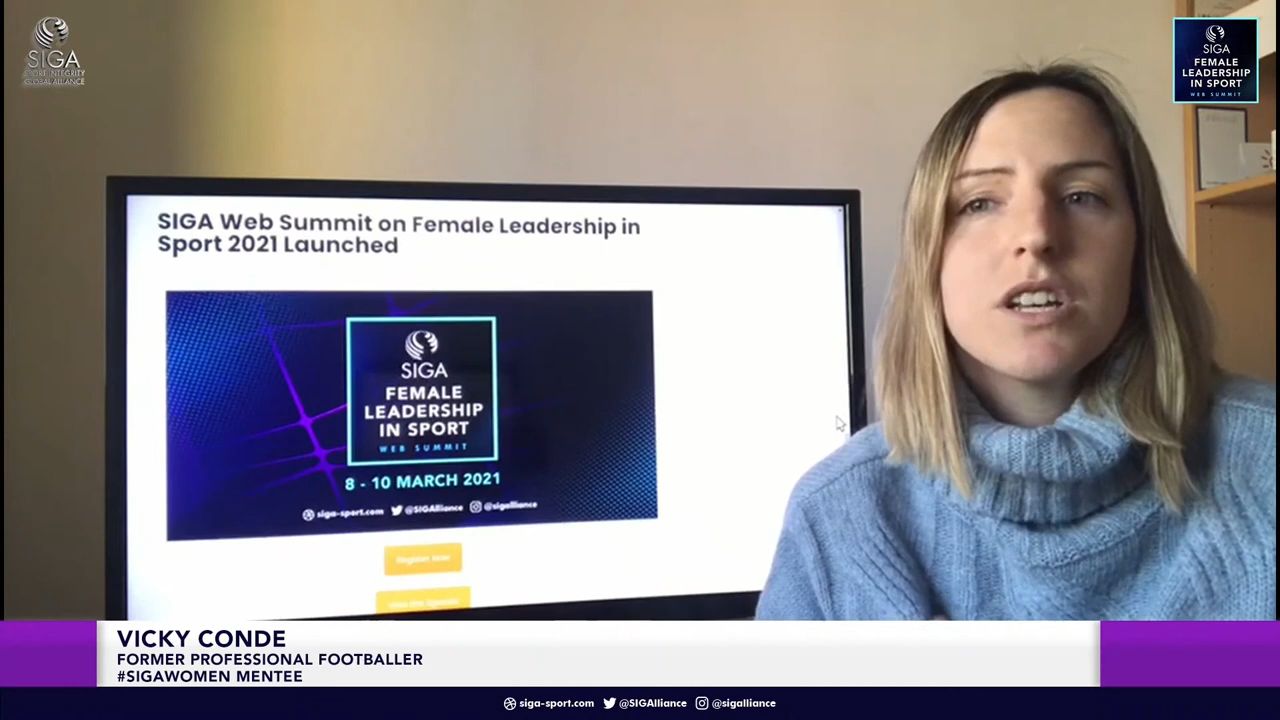 SIGA
SPORT INTEGRITY
GLOBAL ALLIANCE
SIGA
FEMALE
LEADERSHIP
IN SPORT
WEB SUMMIT
SIGA Web Summit on Female Leadership in
Sport 2021 Launched
SIGA
FEMALE
LEADERSHIP
IN SPORT
WEB SUMMIT
8 - 10 MARCH 2021
siga-sport.com @SIGAlliance @sigalliance
Register Now
VICKY CONDE
FORMER PROFESSIONAL FOOTBALLER
#SIGAWOMEN MENTEE
siga-sport.com @SIGAlliance @sigalliance